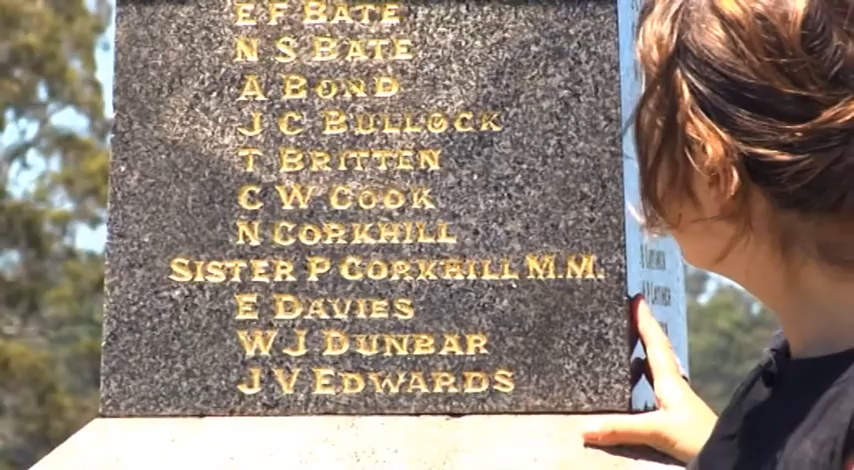 E F BATE
N S BATE
A BOND
J C BULLOCK
T BRITTEN
C W COOK
N CORKHILL
SISTER P CORKHILL M.M.
E DAVIES
W J DUNBAR
J V EDWARDS